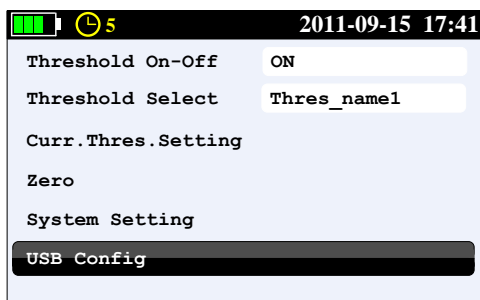 5 2011-09-15 17:41
Threshold On-Off ON
Threshold Select Thres_name1
Curr.Thres.Setting
Zero
System Setting
USB Config